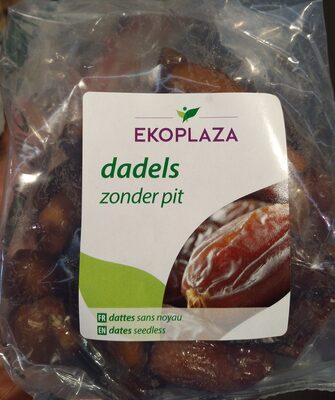 EKOPLAZA
dadels
zonder pit
FR dattes sans noyau
EN dates seedless